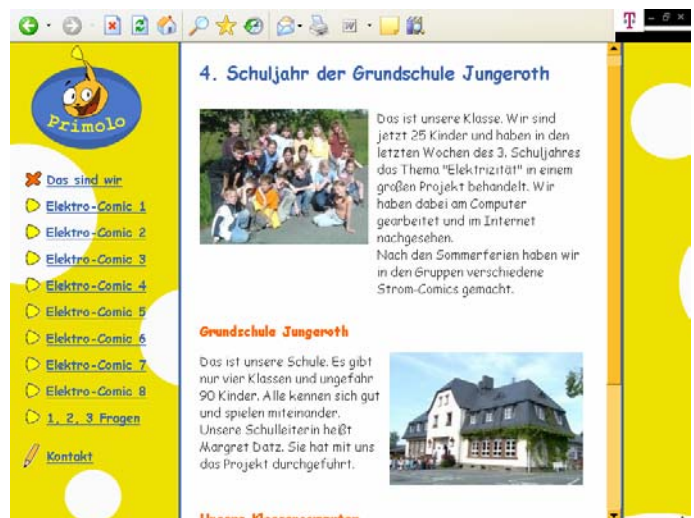 Primolo
Das sind wir
Elektro-Comic 1
Elektro-Comic 2
Elektro-Comic 3
Elektro-Comic 4
Elektro-Comic 5
Elektro-Comic 6
Elektro-Comic 7
Elektro-Comic 8
1, 2, 3 Fragen
Kontakt
4. Schuljahr der Grundschule Jungeroth
Das ist unsere Klasse. Wir sind
jetzt 25 Kinder und haben in den
letzten Wochen des 3. Schuljahres
das Thema "Elektrizität" in einem
großen Projekt behandelt. Wir
haben dabei am Computer
gearbeitet und im Internet
nachgesehen.
Nach den Sommerferien haben wir
in den Gruppen verschiedene
Strom-Comics gemacht.
Grundschule Jungeroth
Das ist unsere Schule. Es gibt
nur vier Klassen und ungefähr
90 Kinder. Alle kennen sich gut
und spielen miteinander.
Unsere Schulleiterin heißt
Margret Datz. Sie hat mit uns
das Projekt durchgeführt.